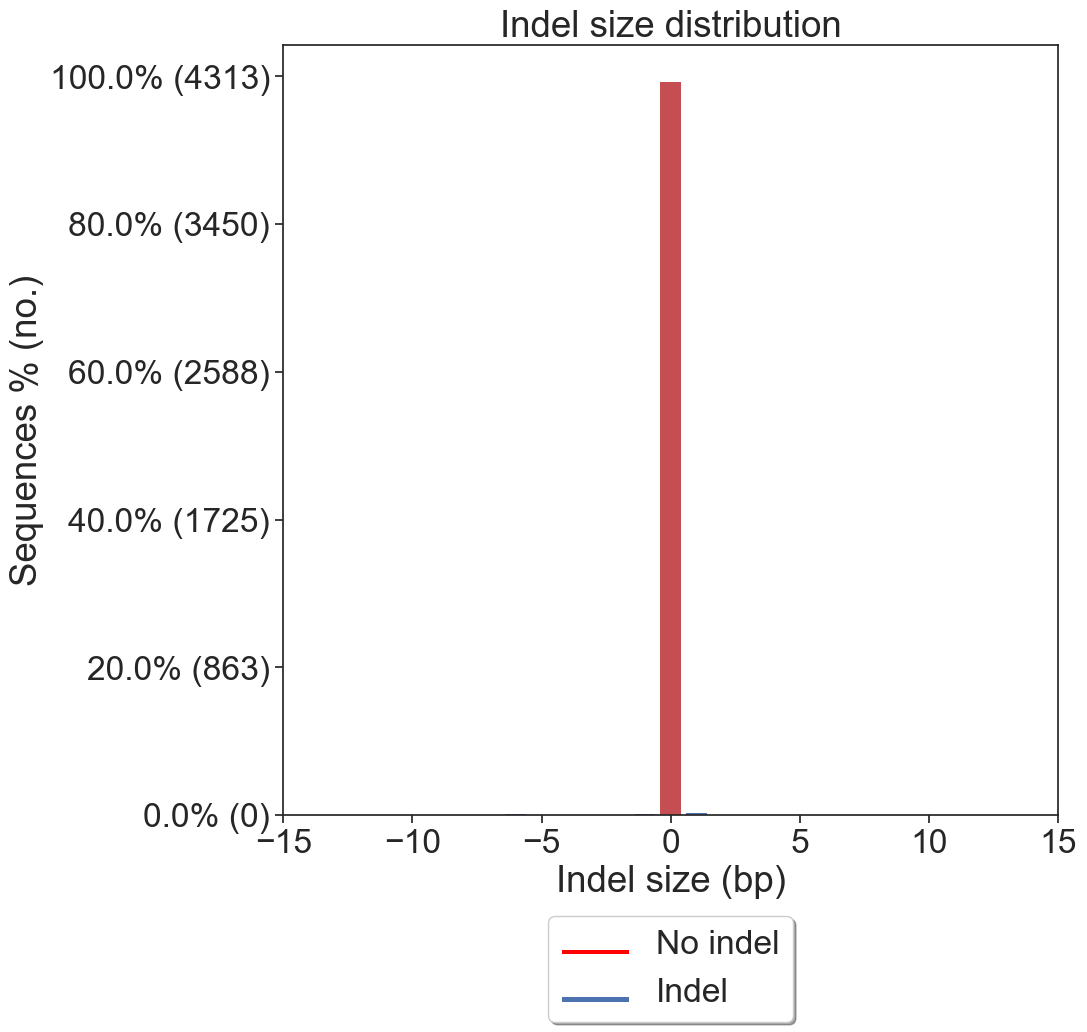 Indel size distribution
100.0% (4313)
80.0% (3450)
60.0% (2588)
40.0% (1725)
20.0% (863)
0.0% (0)
Sequences % (no.)
−15 −10 −5 0 5 10 15
Indel size (bp)
No indel
Indel